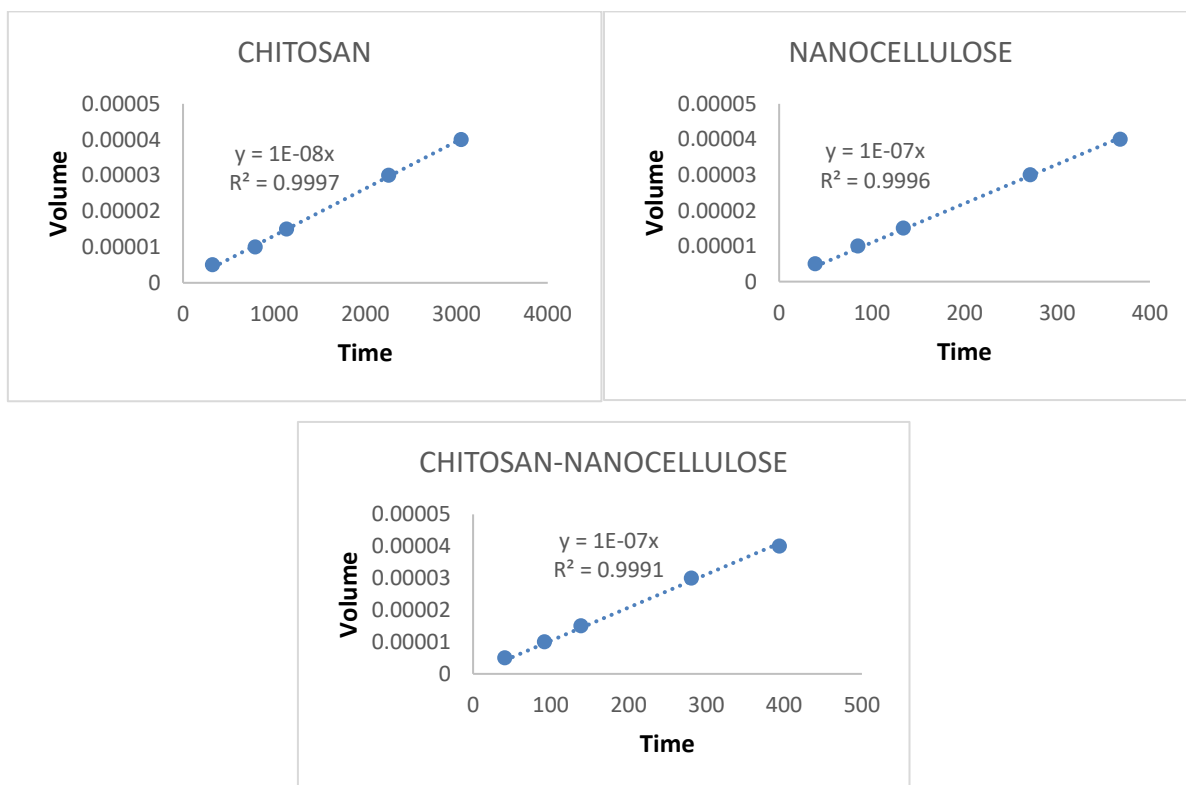 CHITOSAN
0.00005
0.00004
0.00003
0.00002
0.00001
0
Volume
y = 1E-08x
R² = 0.9997
0 1000 2000 3000 4000
Time
NANOCELLULOSE
0.00005
0.00004
0.00003
0.00002
0.00001
0
Volume
y = 1E-07x
R² = 0.9996
0 100 200 300 400
Time
CHITOSAN-NANOCELLULOSE
0.00005
0.00004
0.00003
0.00002
0.00001
0
Volume
y = 1E-07x
R² = 0.9991
0 100 200 300 400 500
Time